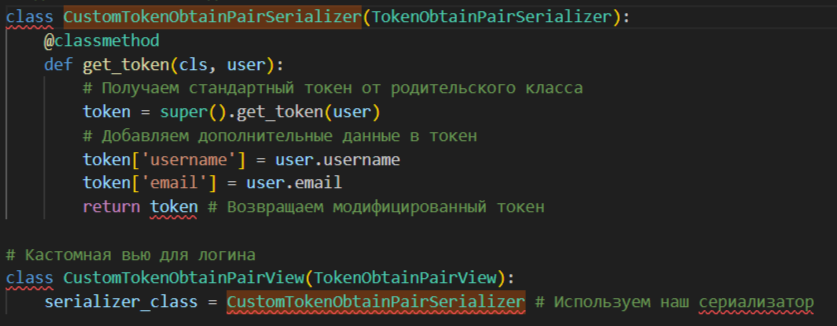 class CustomTokenObtainPairSerializer(TokenObtainPairSerializer):
    @classmethod
    def get_token(cls, user):
        # Получаем стандартный токен от родительского класса
        token = super().get_token(user)
        # Добавляем дополнительные данные в токен
        token['username'] = user.username
        token['email'] = user.email
        return token # Возвращаем модифицированный токен
# Кастомная вью для логина
class CustomTokenObtainPairView(TokenObtainPairView):
    serializer_class = CustomTokenObtainPairSerializer # Используем наш сериализатор